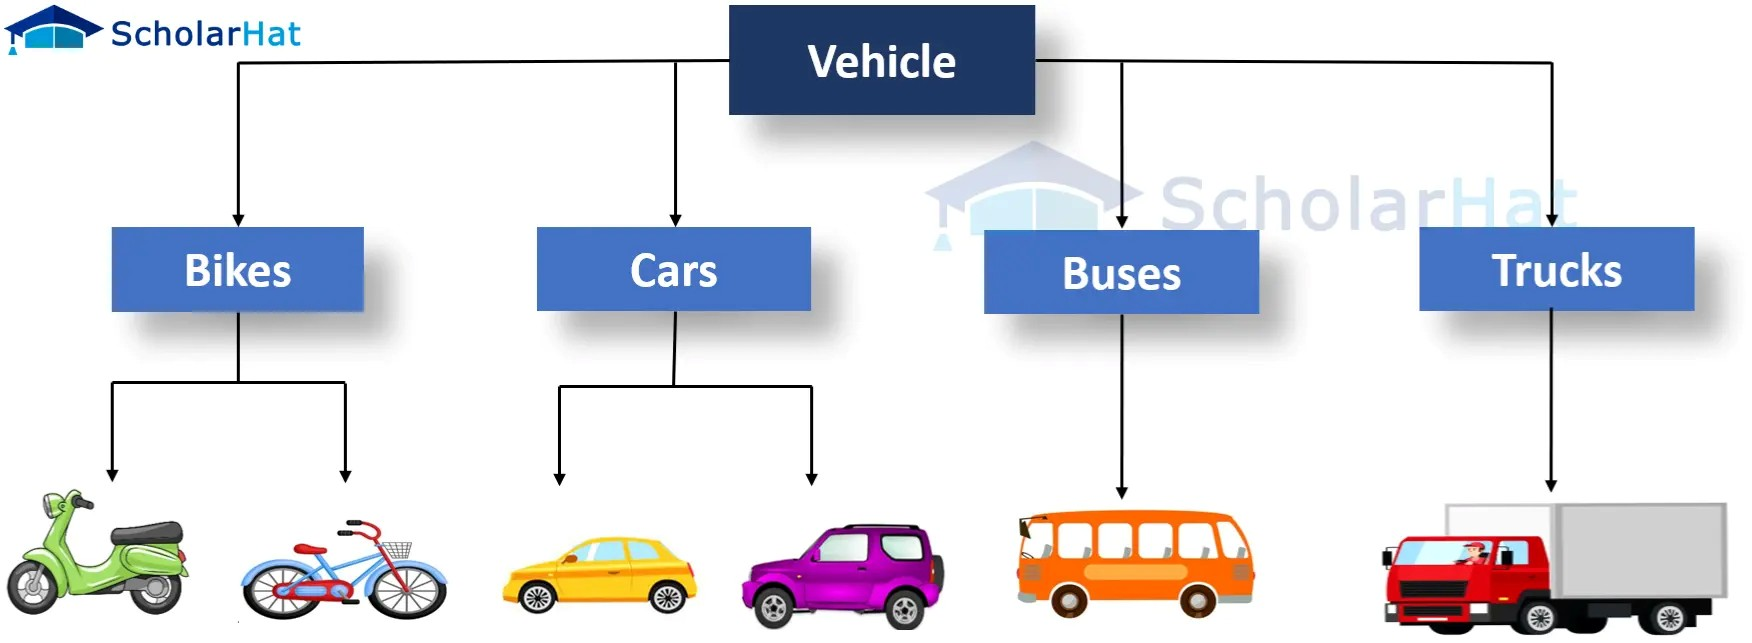 ScholarHat
Vehicle
ScholarHat
Bikes
Cars
Buses
Trucks